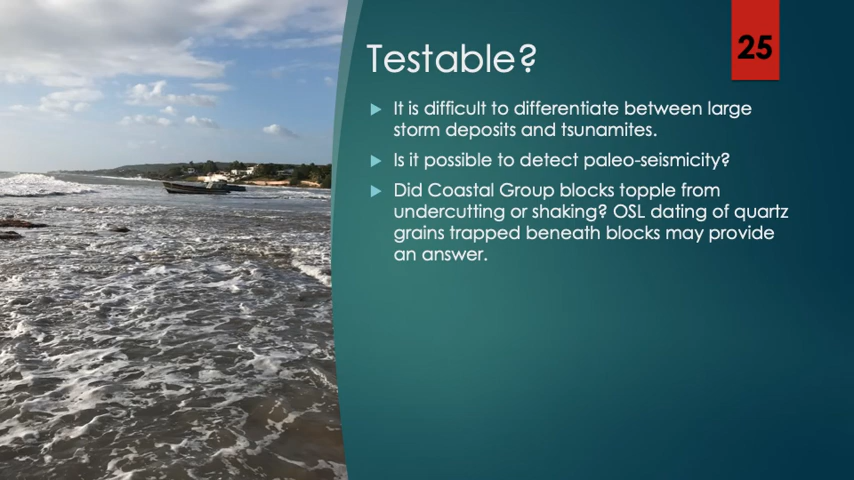 25
Testable?
It is difficult to differentiate between large
storm deposits and tsunamites.
Is it possible to detect paleo-seismicity?
Did Coastal Group blocks topple from
undercutting or shaking? OSL dating of quartz
grains trapped beneath blocks may provide
an answer.